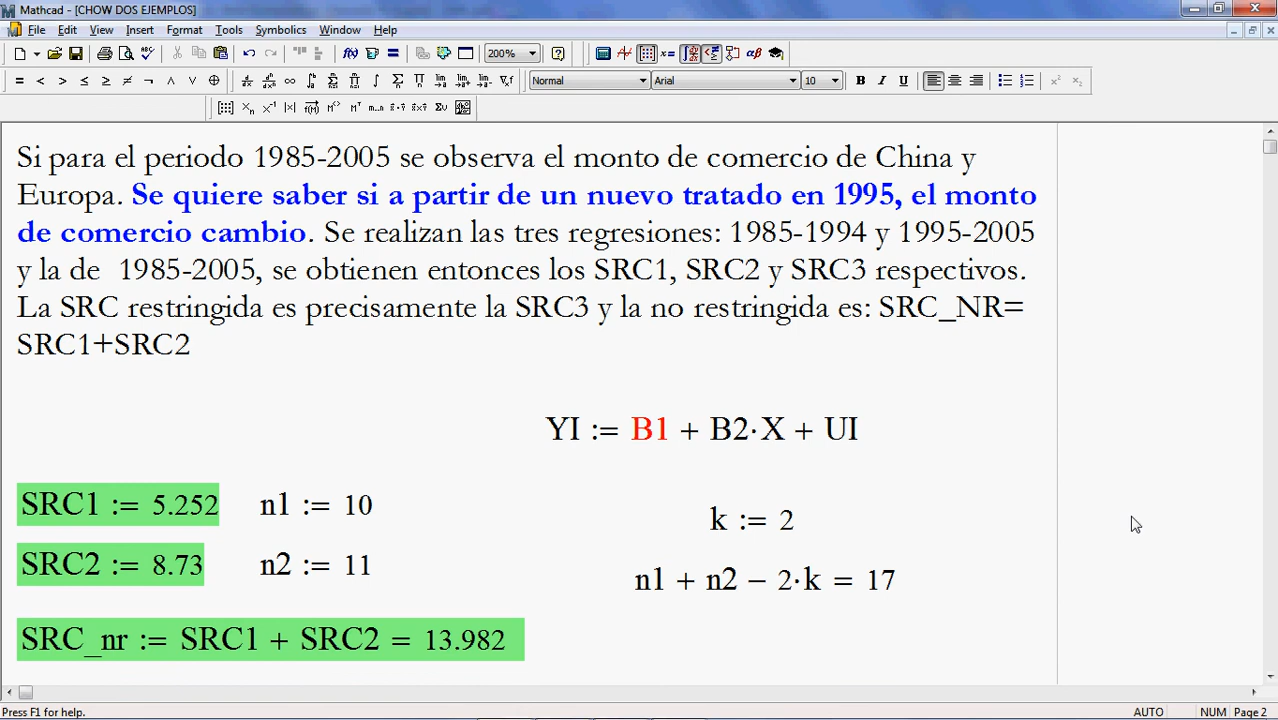 Mathcad - [CHOW DOS EJEMPLOS]
File Edit View Insert Format Tools Symbolics Window Help
200%
Normal Arial 10 B I U
Si para el periodo 1985-2005 se observa el monto de comercio de China y
Europa. Se quiere saber si a partir de un nuevo tratado en 1995, el monto
de comercio cambio. Se realizan las tres regresiones: 1985-1994 y 1995-2005
y la de 1985-2005, se obtienen entonces los SRC1, SRC2 y SRC3 respectivos.
La SRC restringida es precisamente la SRC3 y la no restringida es: SRC_NR=
SRC1+SRC2
YI := B1 + B2·X + UI
SRC1 := 5.252 n1 := 10
k := 2
SRC2 := 8.73 n2 := 11
n1 + n2 − 2·k = 17
SRC_nr := SRC1 + SRC2 = 13.982
Press F1 for help. AUTO NUM Page 2